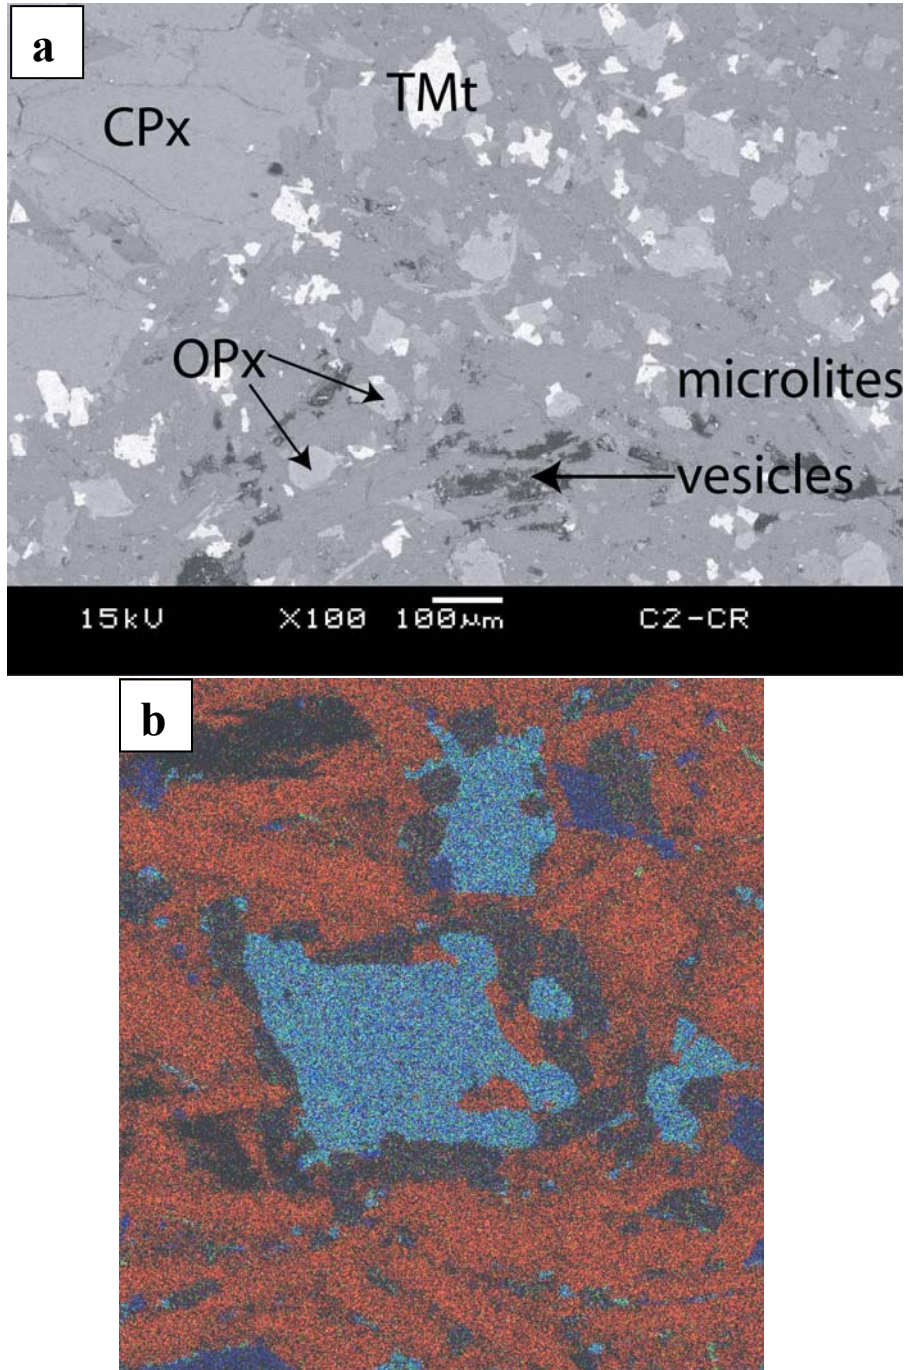 a
TMt
CPx
OPx
microlites
vesicles
15kV X100 100μm C2-CR
b